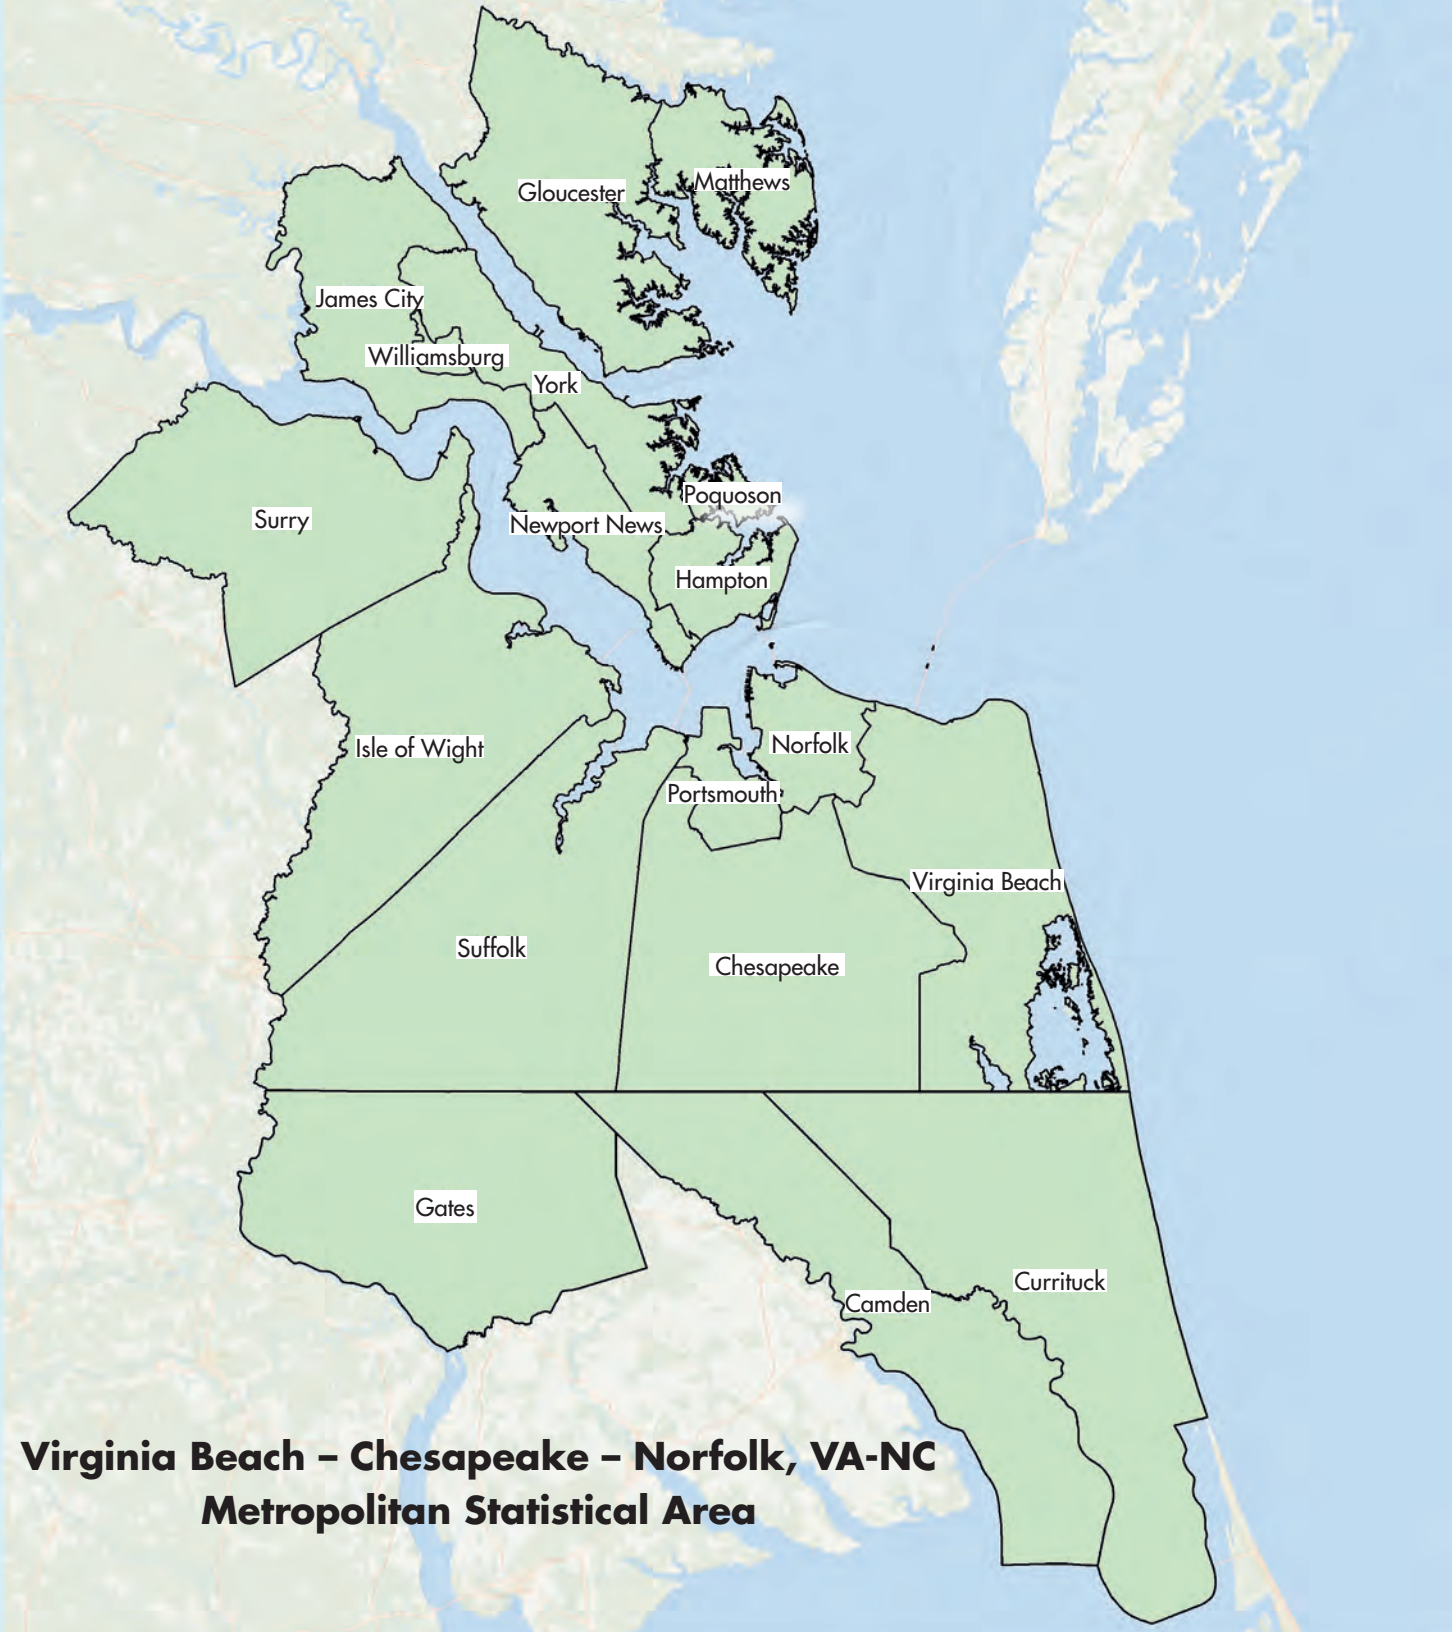 Matthews
Gloucester
James City
Williamsburg
York
Poquoson
Surry
Newport News
Hampton
Norfolk
Isle of Wight
Portsmouth
Virginia Beach
Suffolk
Chesapeake
Gates
Currituck
Camden
Virginia Beach – Chesapeake – Norfolk, VA-NC
Metropolitan Statistical Area